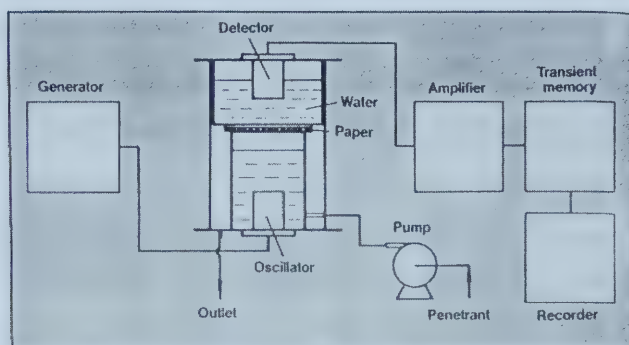 Detector
Generator
Amplifier
Transient
memory
Water
Paper
Pump
Oscillator
Outlet
Penetrant
Recorder